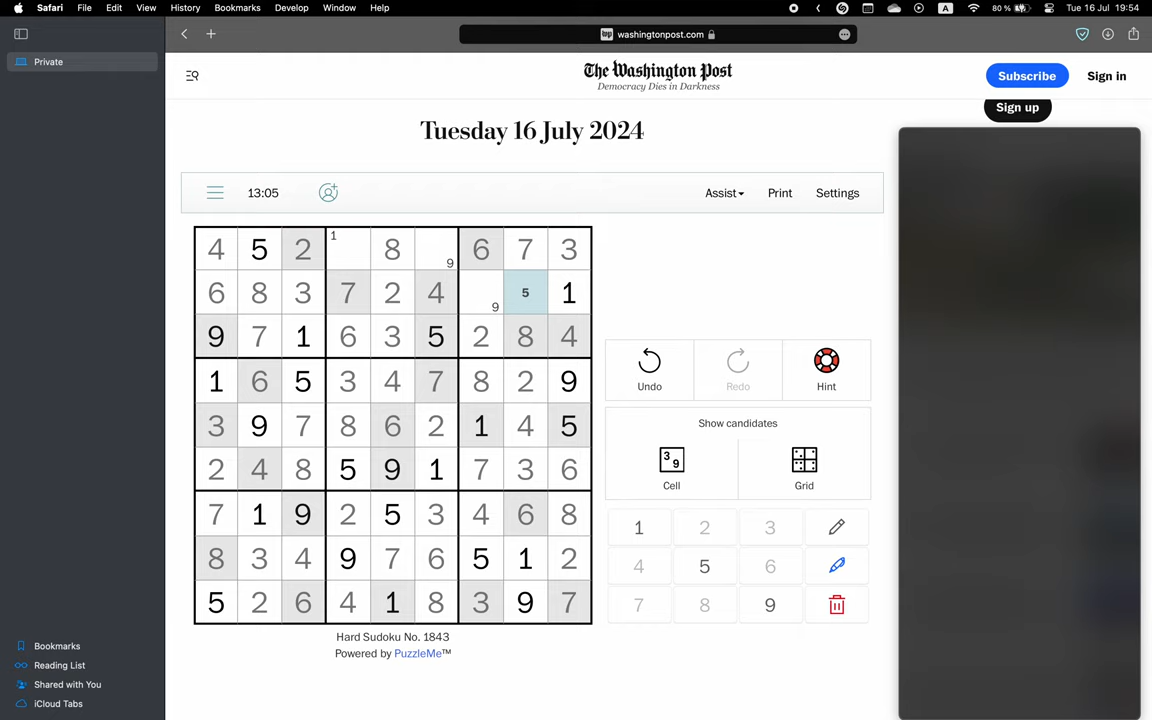 Safari File Edit View History Bookmarks Develop Window Help
80 % Tue 16 Jul 19:54
A
Private
washingtonpost.com
wp
The Washington Post
Democracy Dies in Darkness
Subscribe
Sign in
Sign up
Tuesday 16 July 2024
13:05
Assist
Print
Settings
4 5 2 1 8 9 6 7 3
6 8 3 7 2 4 9 5 1
9 7 1 6 3 5 2 8 4
1 6 5 3 4 7 8 2 9
3 9 7 8 6 2 1 4 5
2 4 8 5 9 1 7 3 6
7 1 9 2 5 3 4 6 8
8 3 4 9 7 6 5 1 2
5 2 6 4 1 8 3 9 7
Hard Sudoku No. 1843
Powered by PuzzleMe™
Undo
Redo
Hint
Show candidates
3 9
Cell
Grid
1 2 3
4 5 6
7 8 9
Bookmarks
Reading List
Shared with You
iCloud Tabs